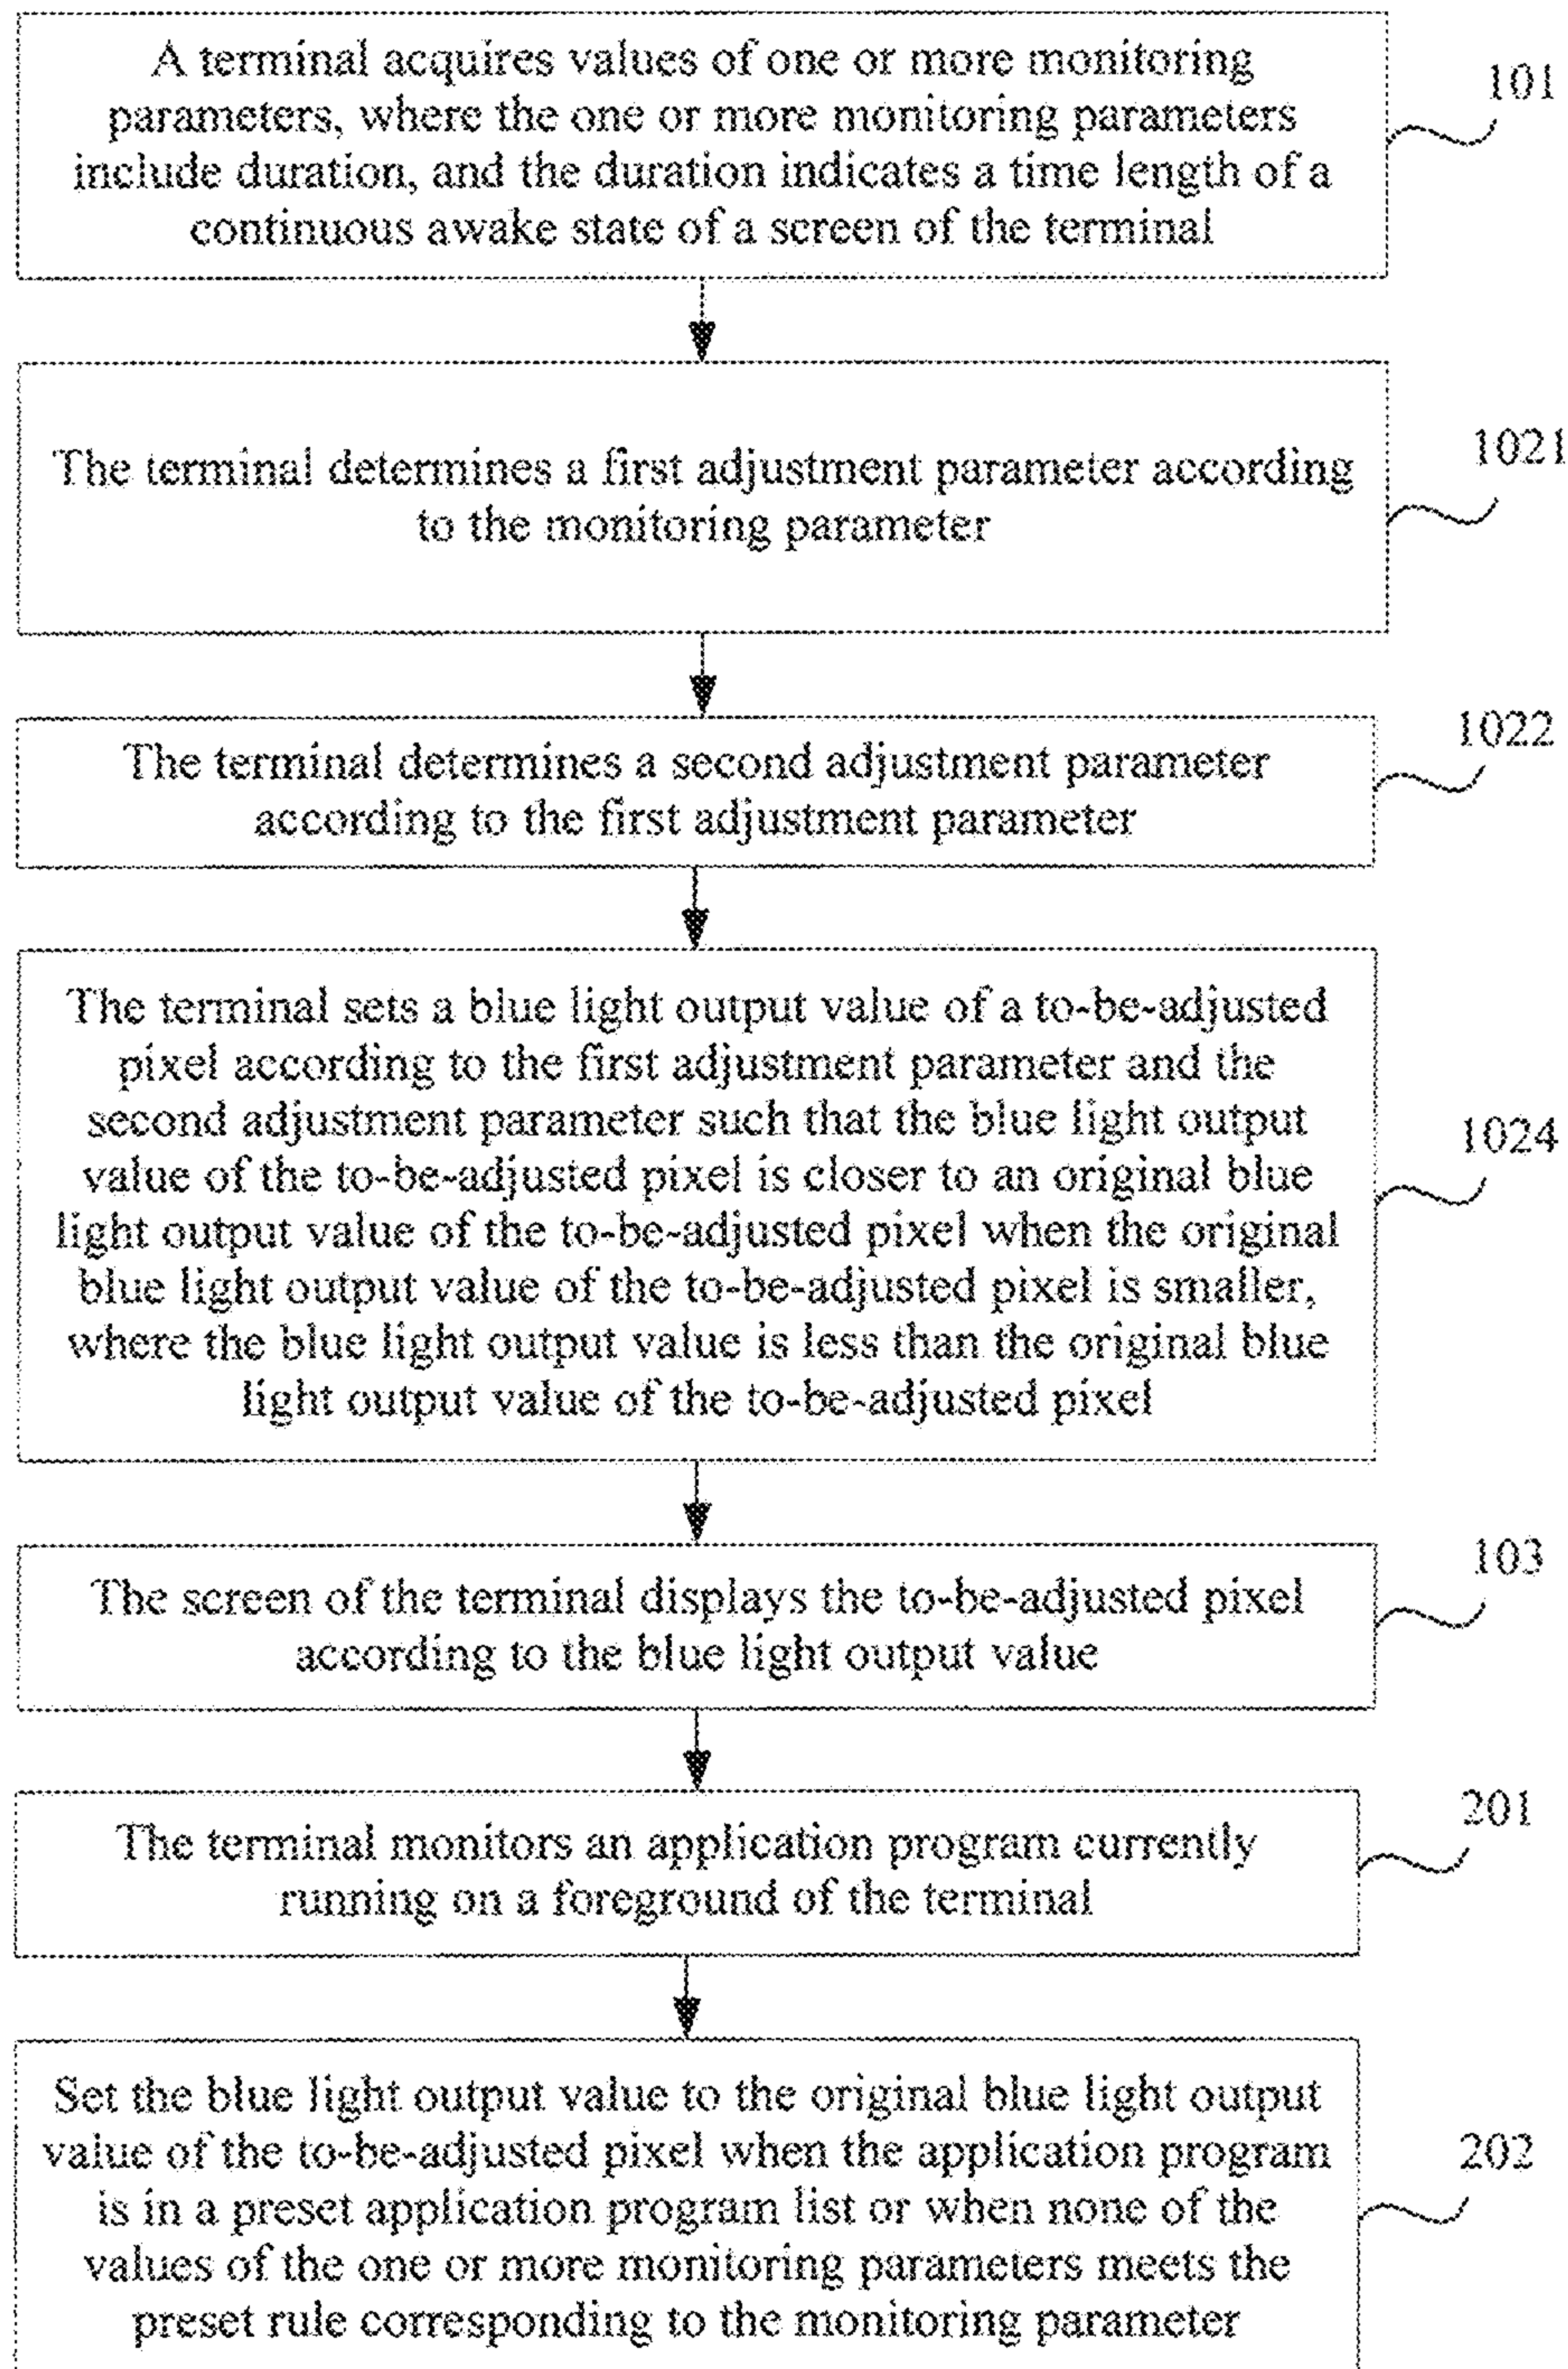 A terminal acquires values of one or more monitoring
parameters, where the one or more monitoring parameters
include duration, and the duration indicates a time length of a
continuous awake state of a screen of the terminal
101
The terminal determines a first adjustment parameter according
to the monitoring parameter
1021
The terminal determines a second adjustment parameter
according to the first adjustment parameter
1022
The terminal sets a blue light output value of a to-be-adjusted
pixel according to the first adjustment parameter and the
second adjustment parameter such that the blue light output
value of the to-be-adjusted pixel is closer to an original blue
light output value of the to-be-adjusted pixel when the original
blue light output value of the to-be-adjusted pixel is smaller,
where the blue light output value is less than the original blue
light output value of the to-be-adjusted pixel
1024
The screen of the terminal displays the to-be-adjusted pixel
according to the blue light output value
103
The terminal monitors an application program currently
running on a foreground of the terminal
201
Set the blue light output value to the original blue light output
value of the to-be-adjusted pixel when the application program
is in a preset application program list or when none of the
values of the one or more monitoring parameters meets the
preset rule corresponding to the monitoring parameter
202